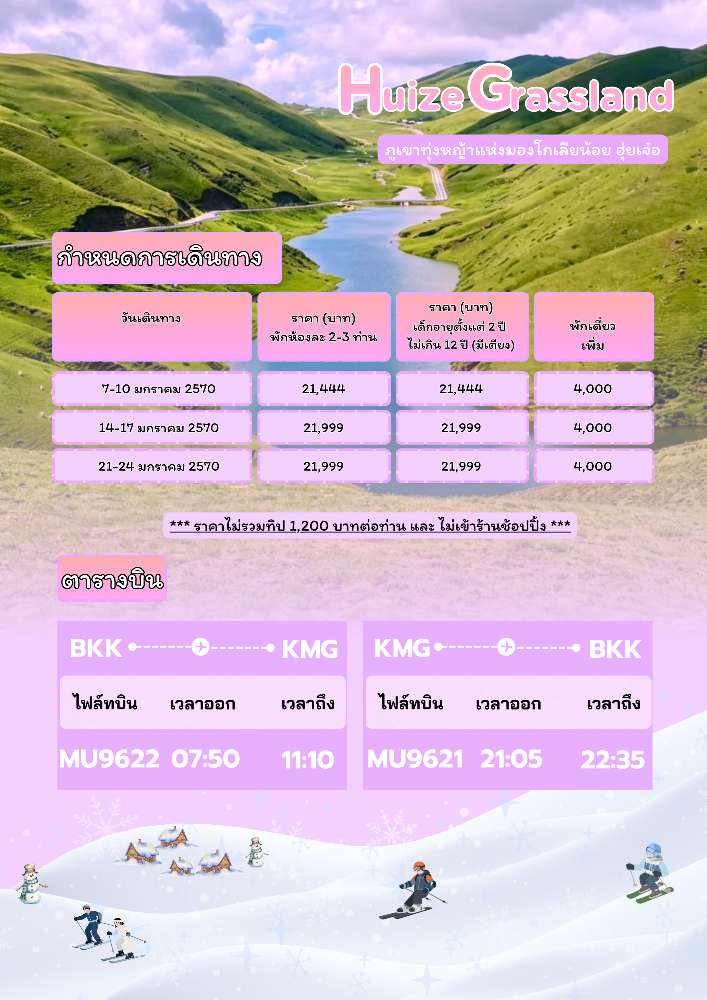 Huize Grassland
ภูเขาทุ่งหญ้าแห่งมองโกเลียน้อย ฮุ่ยเจ๋อ
กำหนดการเดินทาง
วันเดินทาง
ราคา (บาท)
พักห้องละ 2-3 ท่าน
ราคา (บาท)
เด็กอายุตั้งแต่ 2 ปี
ไม่เกิน 12 ปี (มีเตียง)
พักเดี่ยว
เพิ่ม
7-10 มกราคม 2570 21,444 21,444 4,000
14-17 มกราคม 2570 21,999 21,999 4,000
21-24 มกราคม 2570 21,999 21,999 4,000
*** ราคาไม่รวมทิป 1,200 บาทต่อท่าน และ ไม่เข้าร้านช้อปปิ้ง ***
ตารางบิน
BKK KMG
ไฟล์ทบิน เวลาออก เวลาถึง
MU9622 07:50 11:10
KMG BKK
ไฟล์ทบิน เวลาออก เวลาถึง
MU9621 21:05 22:35